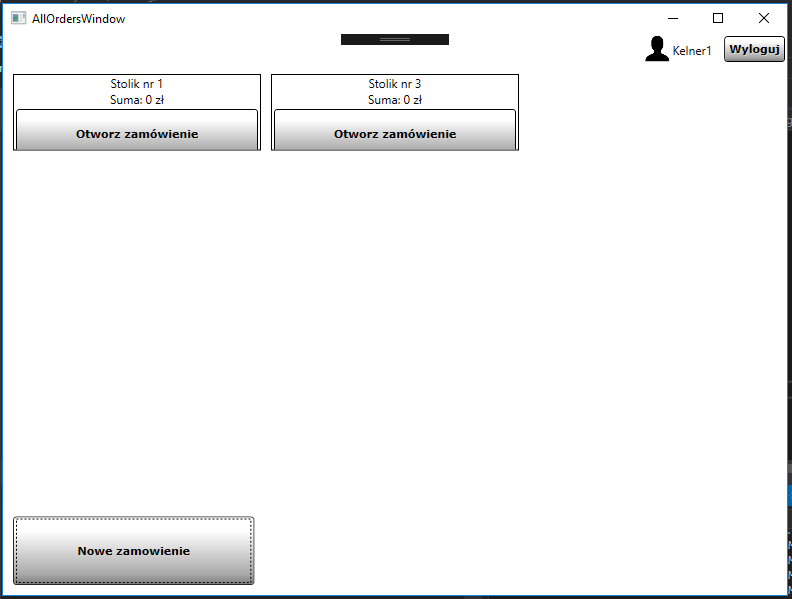 AllOrdersWindow
Kelner1
Wyloguj
Stolik nr 1
Suma: 0 zł
Otworz zamówienie
Stolik nr 3
Suma: 0 zł
Otworz zamówienie
Nowe zamowienie